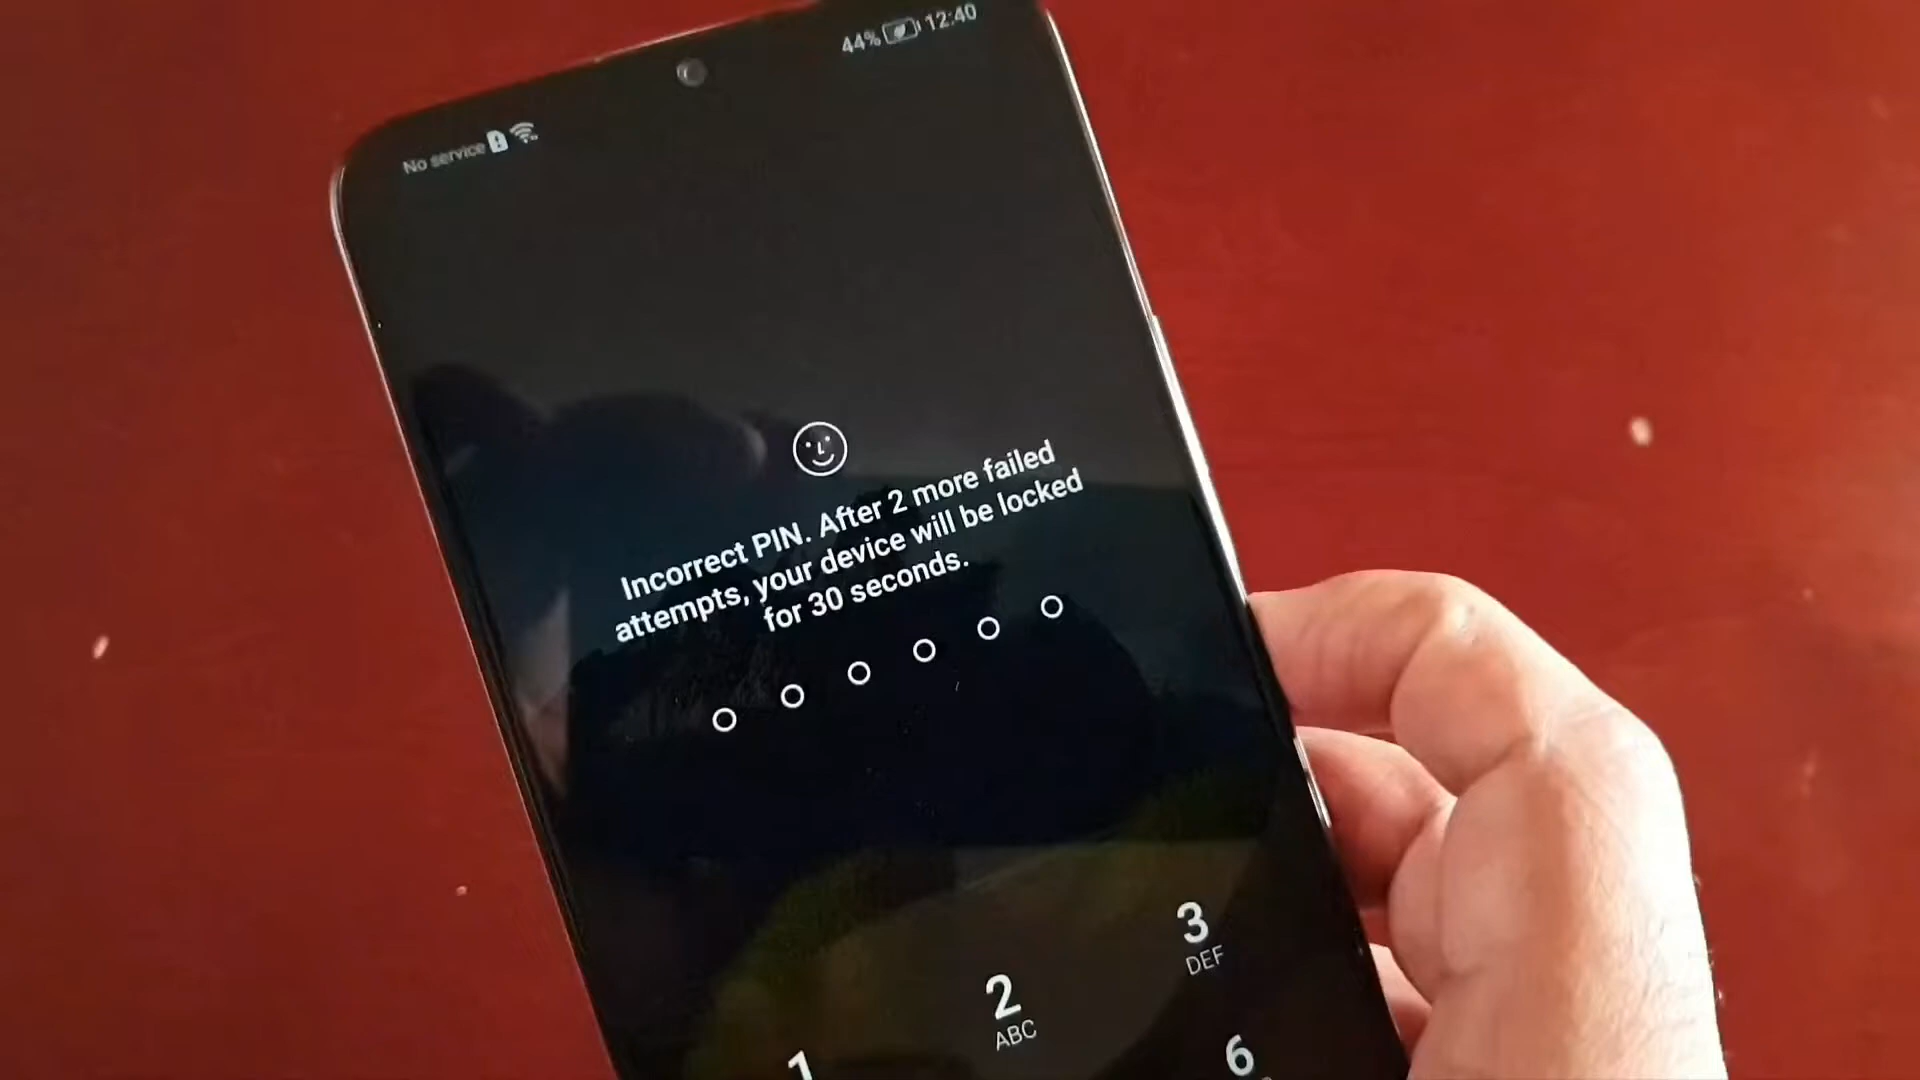 44% 12:40
No service
Incorrect PIN. After 2 more failed
attempts, your device will be locked
for 30 seconds.
3
DEF
2
ABC
1
6